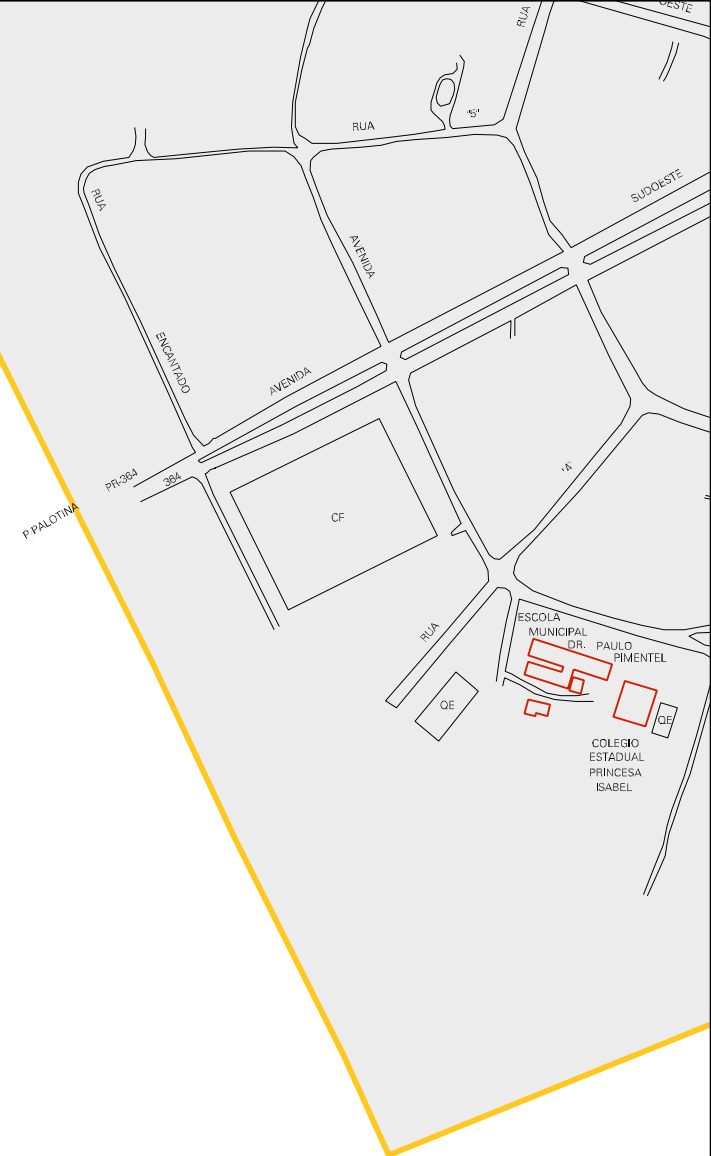 OESTE
RUA
"5"
RUA
SUDOESTE
RUA
AVENIDA
ENCANTADO
AVENIDA
PR-364
364
P/PALOTINA
"A"
CF
ESCOLA
MUNICIPAL
DR. PAULO
PIMENTEL
RUA
QE
QE
COLEGIO
ESTADUAL
PRINCESA
ISABEL